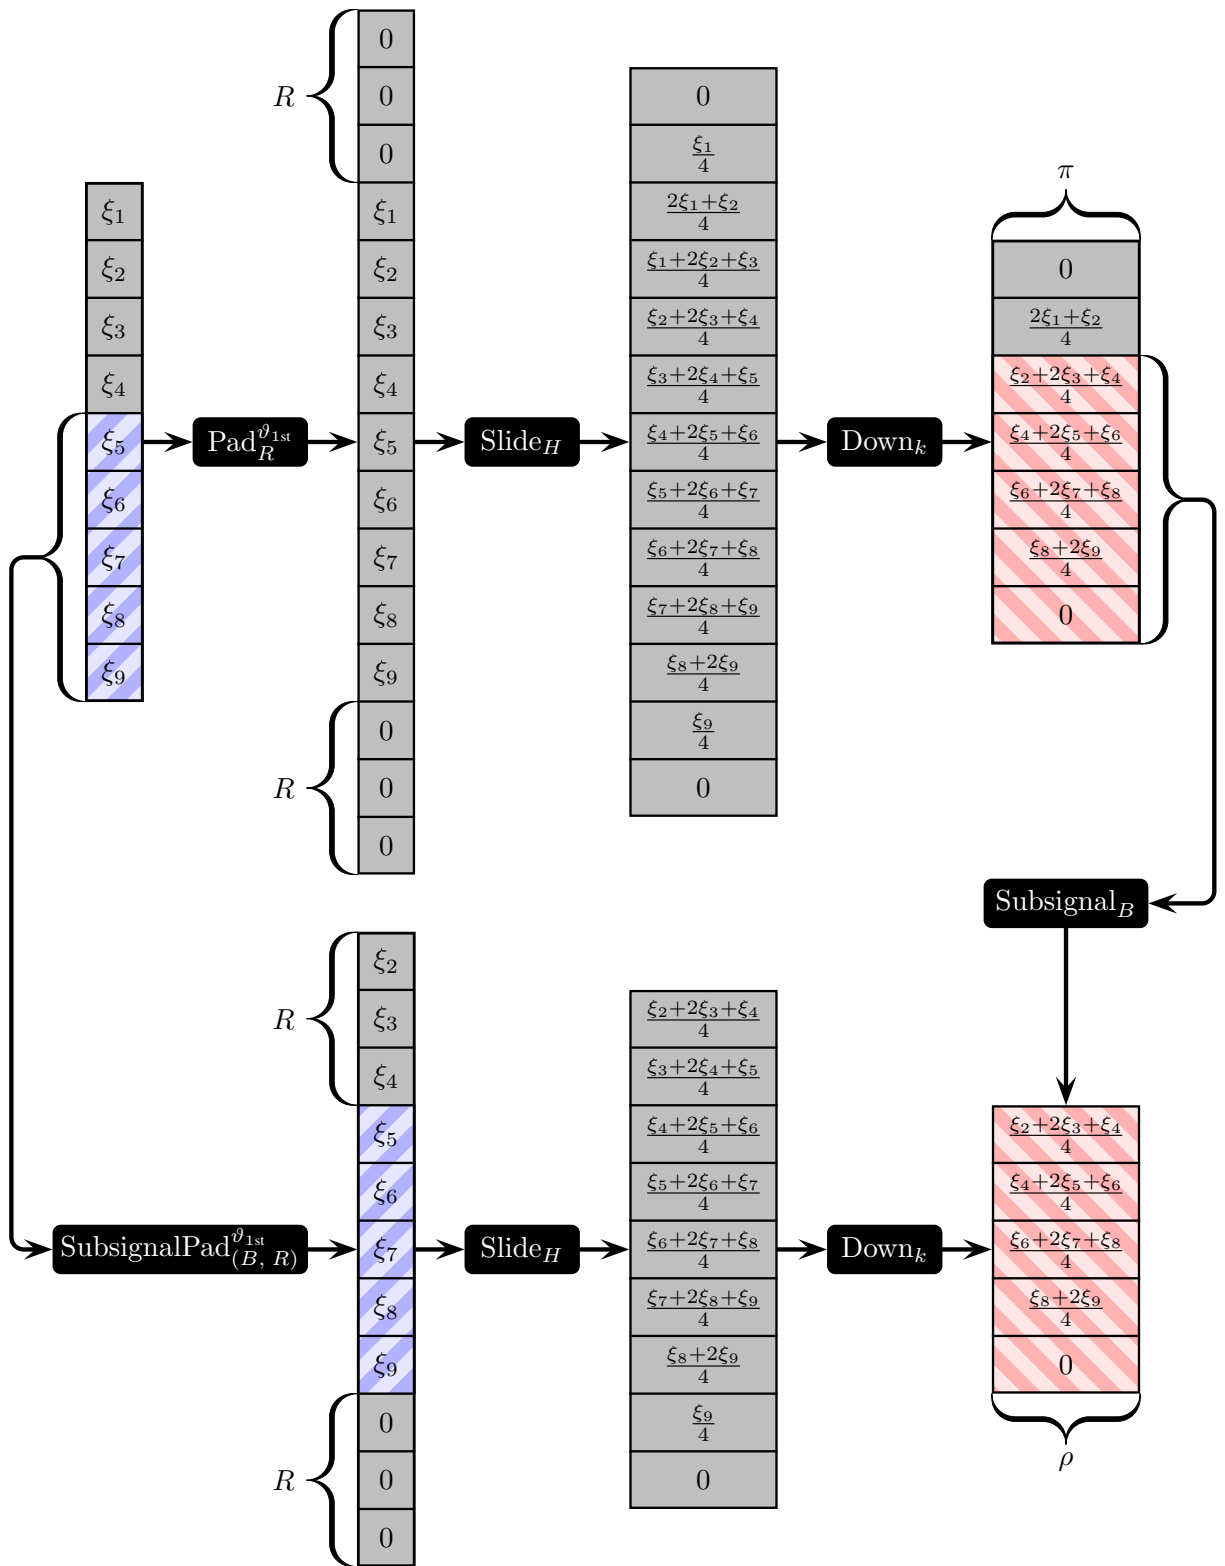 0
0
0
R
ξ₁
ξ₂
ξ₃
ξ₄
ξ₅
ξ₆
ξ₇
ξ₈
ξ₉
Pad_R^{ϑ_{1st}}
ξ₁
ξ₂
ξ₃
ξ₄
ξ₅
ξ₆
ξ₇
ξ₈
ξ₉
0
0
0
R
Slide_H
0
ξ₁/4
(2ξ₁+ξ₂)/4
(ξ₁+2ξ₂+ξ₃)/4
(ξ₂+2ξ₃+ξ₄)/4
(ξ₃+2ξ₄+ξ₅)/4
(ξ₄+2ξ₅+ξ₆)/4
(ξ₅+2ξ₆+ξ₇)/4
(ξ₆+2ξ₇+ξ₈)/4
(ξ₇+2ξ₈+ξ₉)/4
(ξ₈+2ξ₉)/4
ξ₉/4
0
Down_k
π
0
(2ξ₁+ξ₂)/4
(ξ₂+2ξ₃+ξ₄)/4
(ξ₄+2ξ₅+ξ₆)/4
(ξ₆+2ξ₇+ξ₈)/4
(ξ₈+2ξ₉)/4
0
Subsignal_B
SubsignalPad_{(B, R)}^{ϑ_{1st}}
R
ξ₂
ξ₃
ξ₄
ξ₅
ξ₆
ξ₇
ξ₈
ξ₉
0
0
0
R
Slide_H
(ξ₂+2ξ₃+ξ₄)/4
(ξ₃+2ξ₄+ξ₅)/4
(ξ₄+2ξ₅+ξ₆)/4
(ξ₅+2ξ₆+ξ₇)/4
(ξ₆+2ξ₇+ξ₈)/4
(ξ₇+2ξ₈+ξ₉)/4
(ξ₈+2ξ₉)/4
ξ₉/4
0
Down_k
(ξ₂+2ξ₃+ξ₄)/4
(ξ₄+2ξ₅+ξ₆)/4
(ξ₆+2ξ₇+ξ₈)/4
(ξ₈+2ξ₉)/4
0
ρ